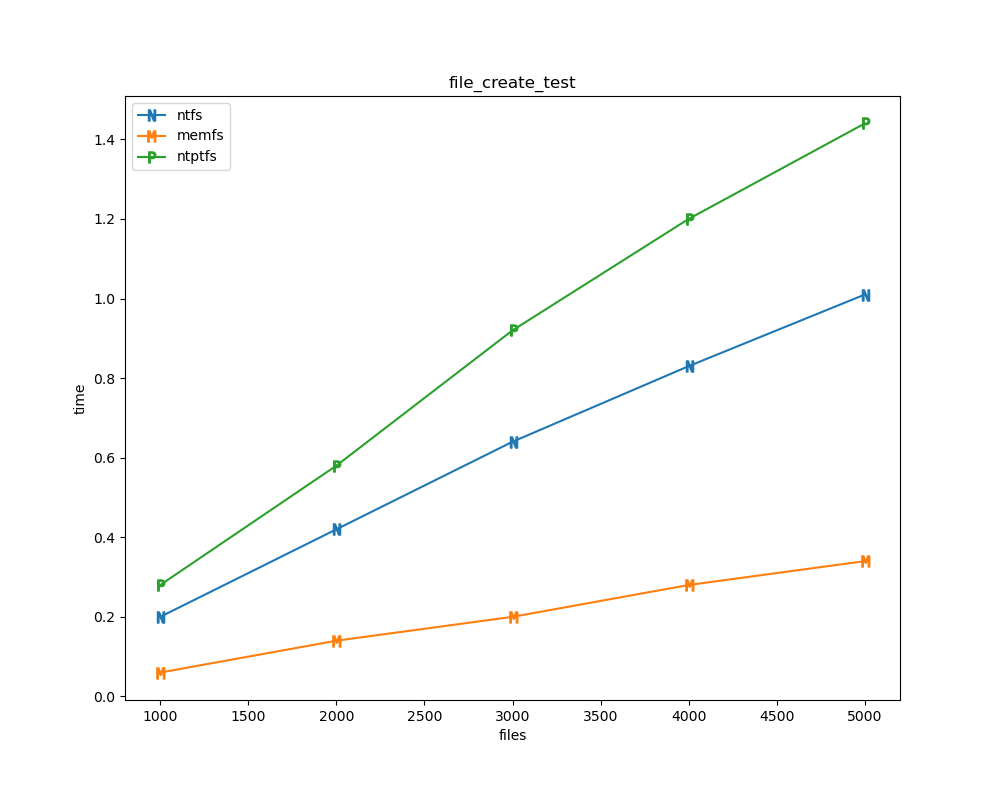 file_create_test
N ntfs
M memfs
P ntptfs
1.4
1.2
1.0
0.8
0.6
0.4
0.2
0.0
time
1000 1500 2000 2500 3000 3500 4000 4500 5000
files
P P P P P
N N N N N
M M M M M